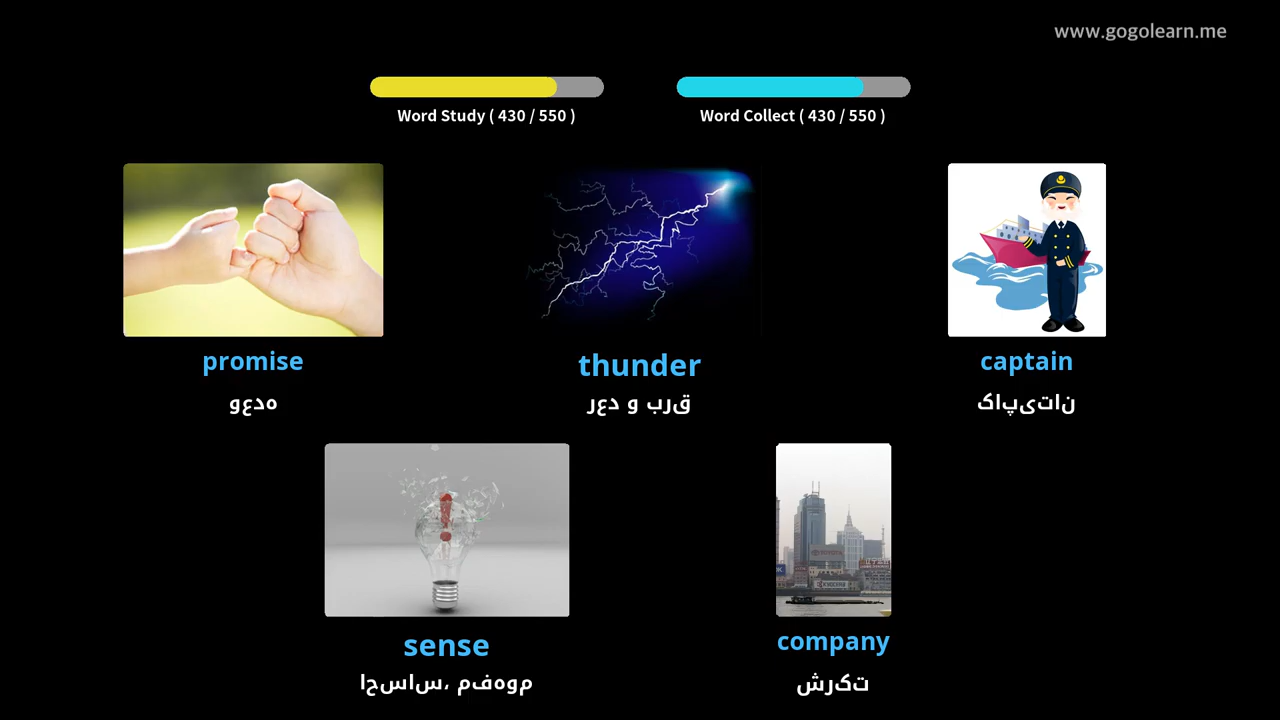 www.gogolearn.me
Word Study ( 430 / 550 )
Word Collect ( 430 / 550 )
promise
thunder
captain
وعده
رعد و برق
کاپیتان
sense
company
احساس، مفهوم
شرکت